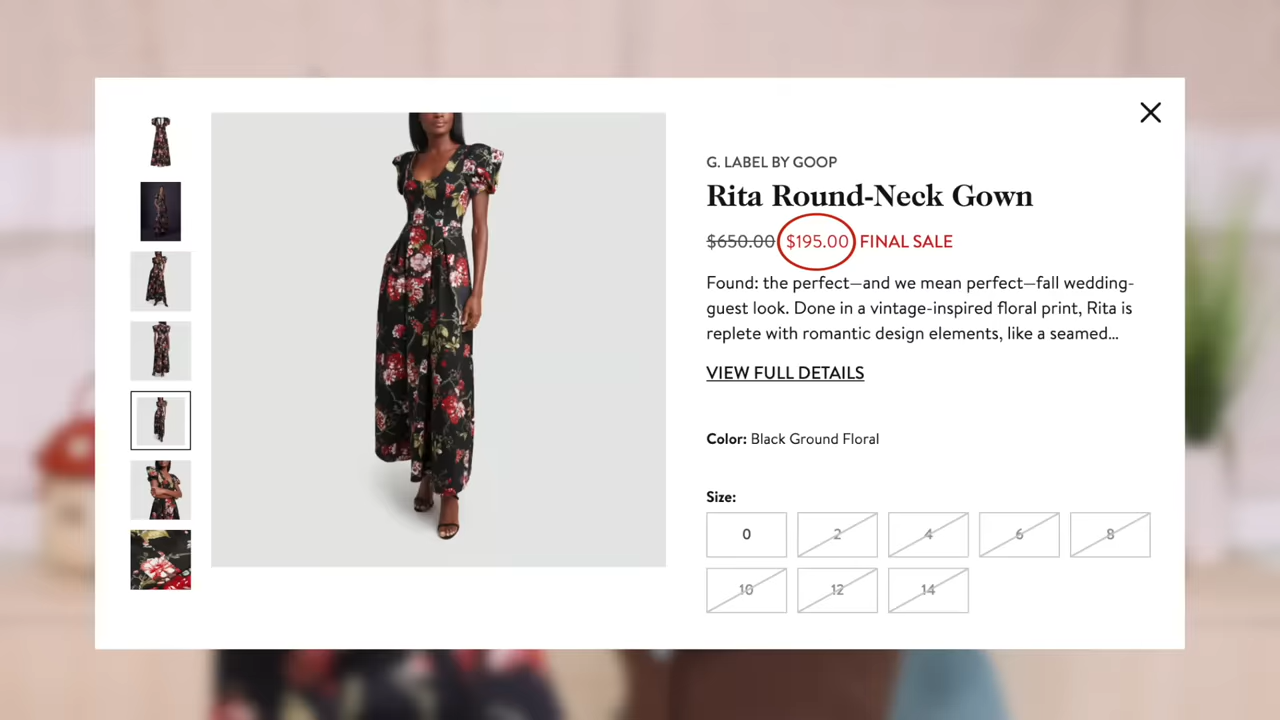 G. LABEL BY GOOP
Rita Round-Neck Gown
$650.00 $195.00 FINAL SALE
Found: the perfect—and we mean perfect—fall wedding-
guest look. Done in a vintage-inspired floral print, Rita is
replete with romantic design elements, like a seamed...
VIEW FULL DETAILS
Color: Black Ground Floral
Size:
0 2 4 6 8
10 12 14